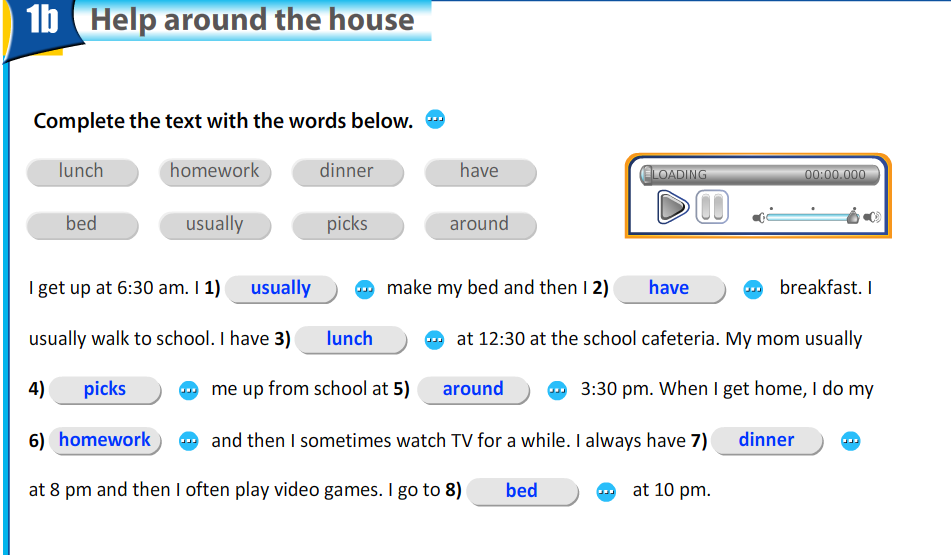 1b Help around the house
Complete the text with the words below.
lunch homework dinner have
LOADING 00:00.000
bed usually picks around
I get up at 6:30 am. I 1) usually make my bed and then I 2) have breakfast. I
usually walk to school. I have 3) lunch at 12:30 at the school cafeteria. My mom usually
4) picks me up from school at 5) around 3:30 pm. When I get home, I do my
6) homework and then I sometimes watch TV for a while. I always have 7) dinner
at 8 pm and then I often play video games. I go to 8) bed at 10 pm.